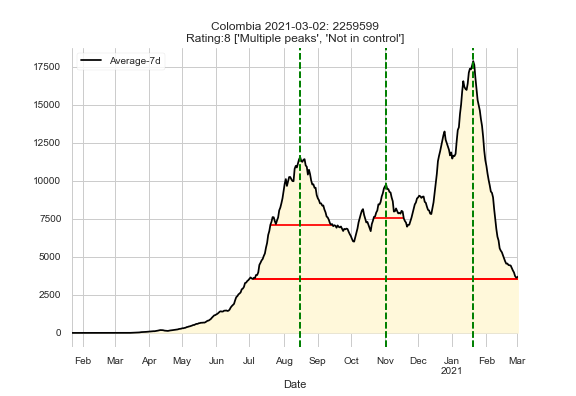 Colombia 2021-03-02: 2259599
Rating:8 ['Multiple peaks', 'Not in control']
Average-7d
17500
15000
12500
10000
7500
5000
2500
0
Feb Mar Apr May Jun Jul Aug Sep Oct Nov Dec Jan Feb Mar
2021
Date